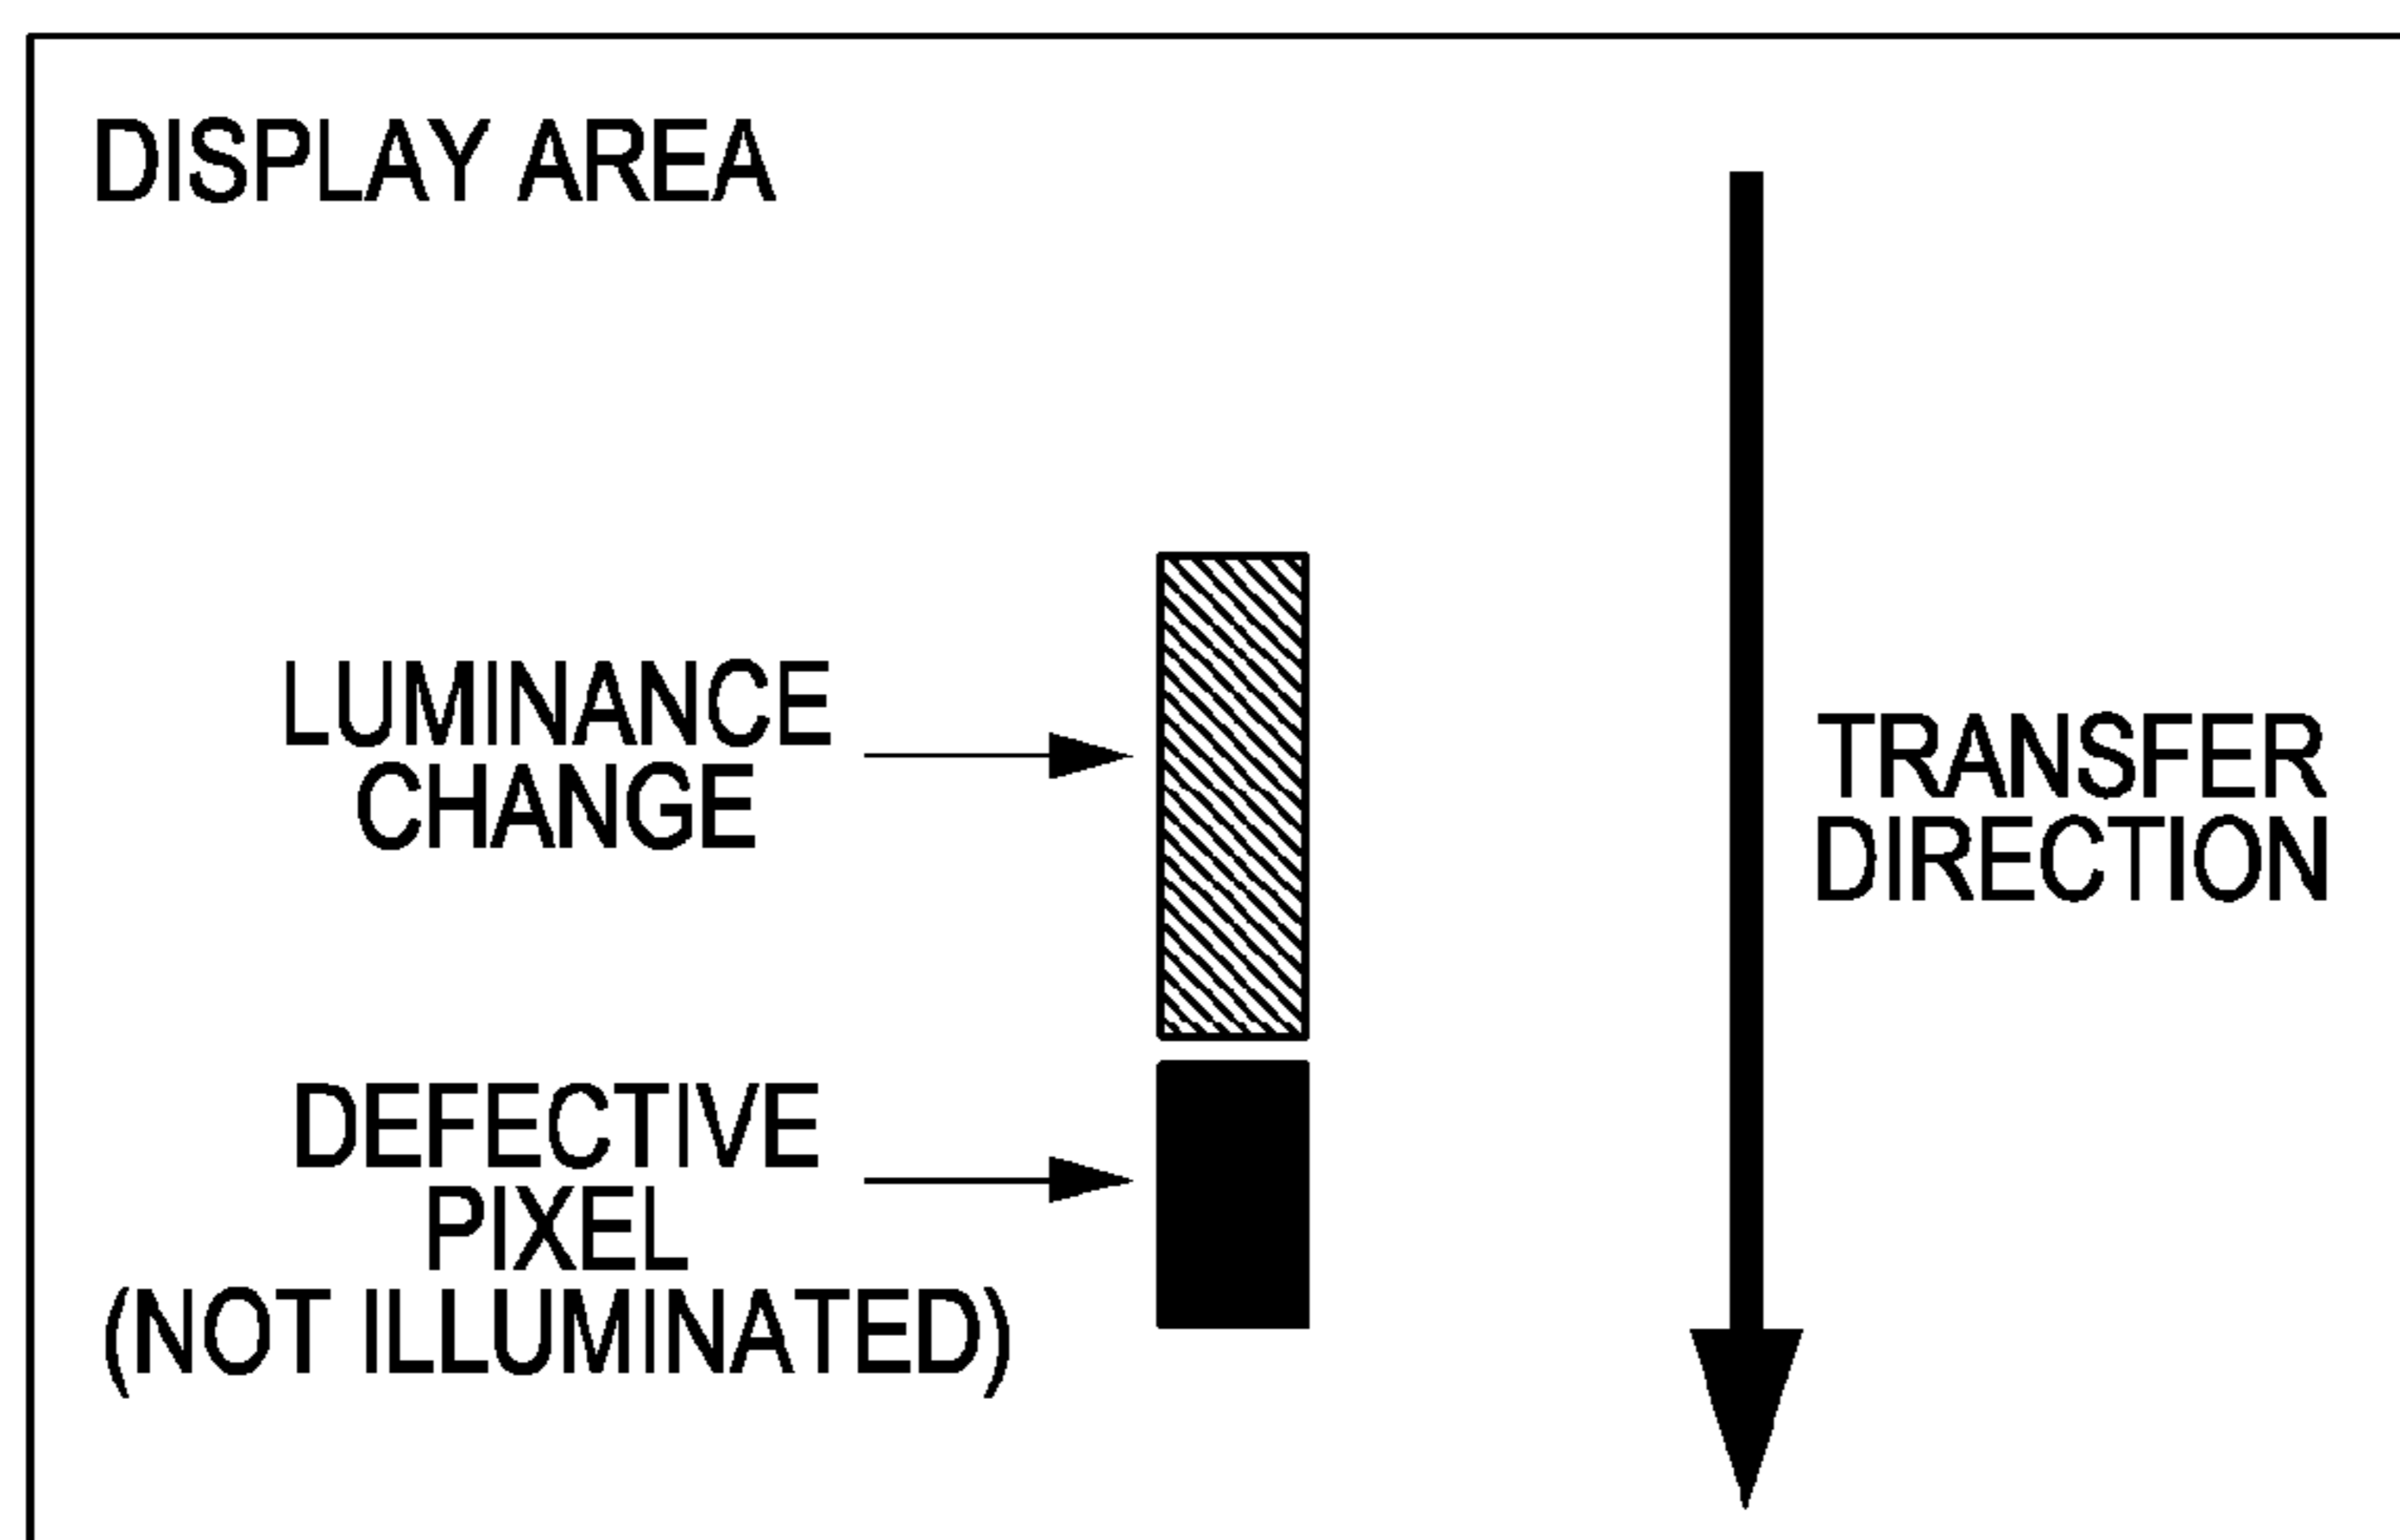 DISPLAY AREA
LUMINANCE
CHANGE
TRANSFER
DIRECTION
DEFECTIVE
PIXEL
(NOT ILLUMINATED)